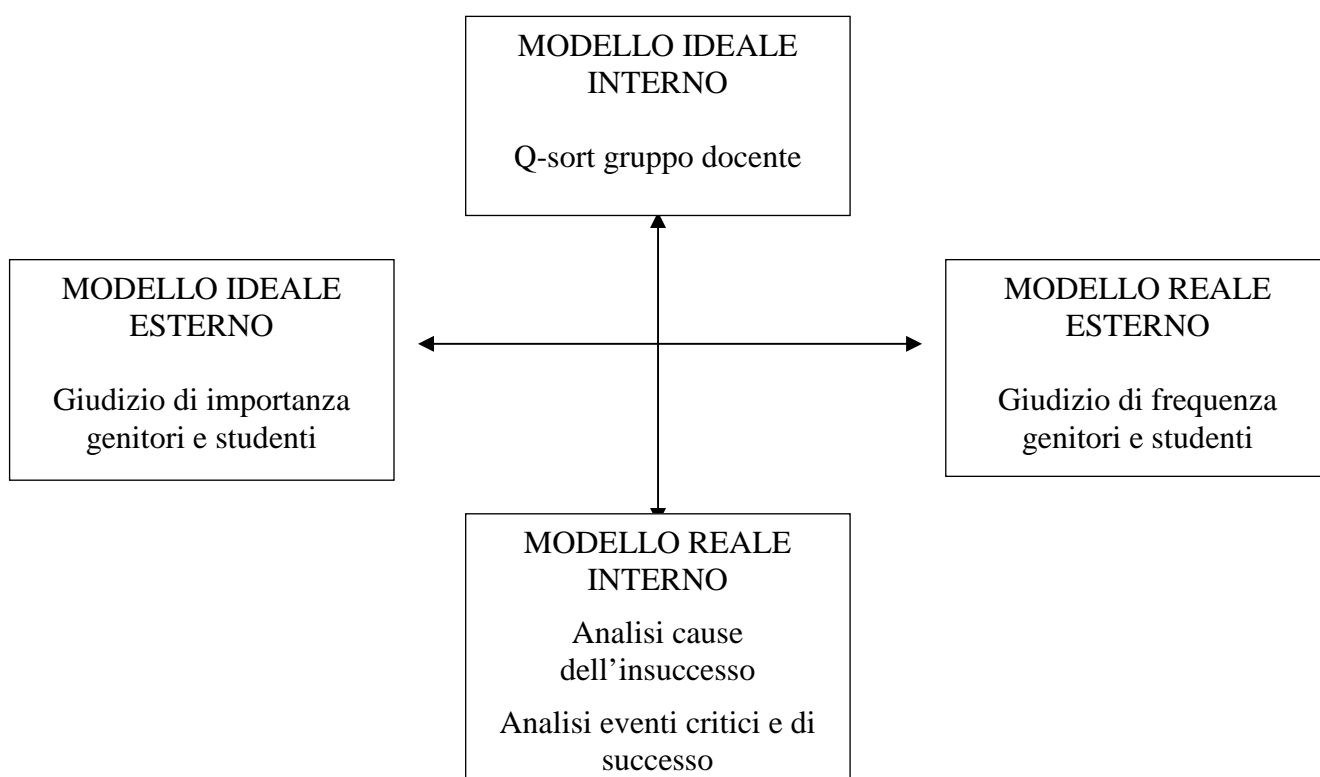 MODELLO IDEALE
INTERNO
Q-sort gruppo docente
MODELLO IDEALE
ESTERNO
Giudizio di importanza
genitori e studenti
MODELLO REALE
ESTERNO
Giudizio di frequenza
genitori e studenti
MODELLO REALE
INTERNO
Analisi cause
dell’insuccesso
Analisi eventi critici e di
successo